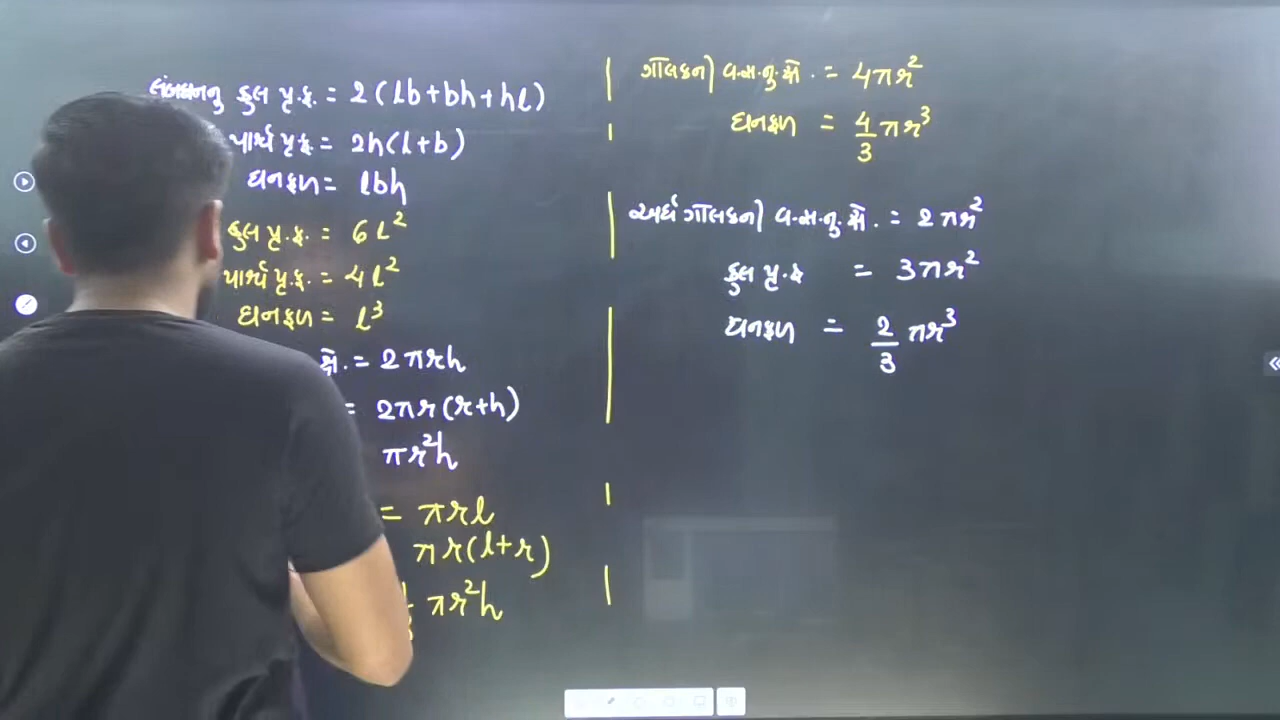 લંબઘનનુ કુલ પૃ.ફ. = 2(lb+bh+hl)
પાર્શ્વ પૃ.ફ. = 2h(l+b)
ઘનફળ = lbh
કુલ પૃ.ફ. = 6l²
પાર્શ્વ પૃ.ફ. = 4l²
ઘનફળ = l³
ક્ષે. = 2πrh
= 2πr(r+h)
πr²h
= πrl
πr(l+r)
πr²h
ગોલકની વ.સ.નુ.ક્ષે. = 4πr²
ઘનફળ = 4/3 πr³
અર્ધ ગોલકની વ.સ.નુ.ક્ષે. = 2πr²
કુલ પૃ.ફ = 3πr²
ઘનફળ = 2/3 πr³